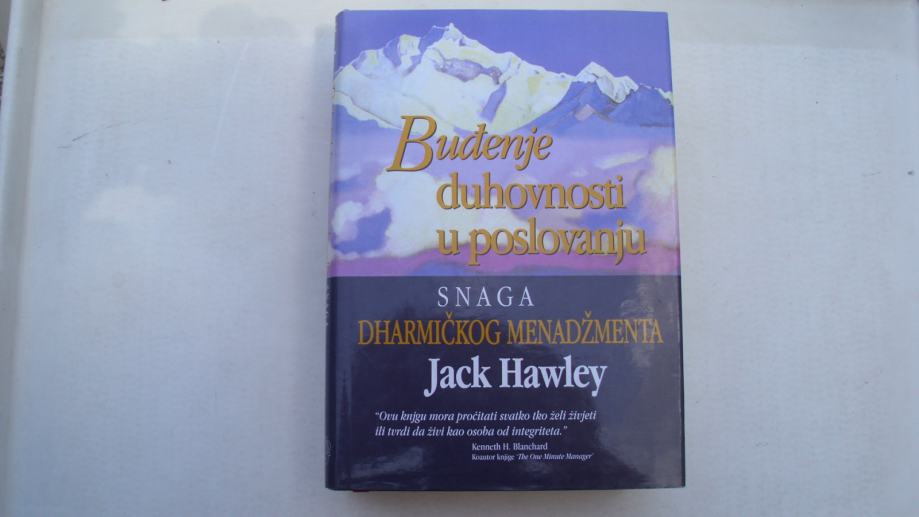 Buđenje
duhovnosti
u poslovanju
SNAGA
DHARMIČKOG MENADŽMENTA
Jack Hawley
“Ovu knjgu mora pročitati svatko tko želi živjeti
ili tvrdi da živi kao osoba od integriteta.”
Kenneth H. Blanchard
Koautor knjige ‘The One Minute Manager’